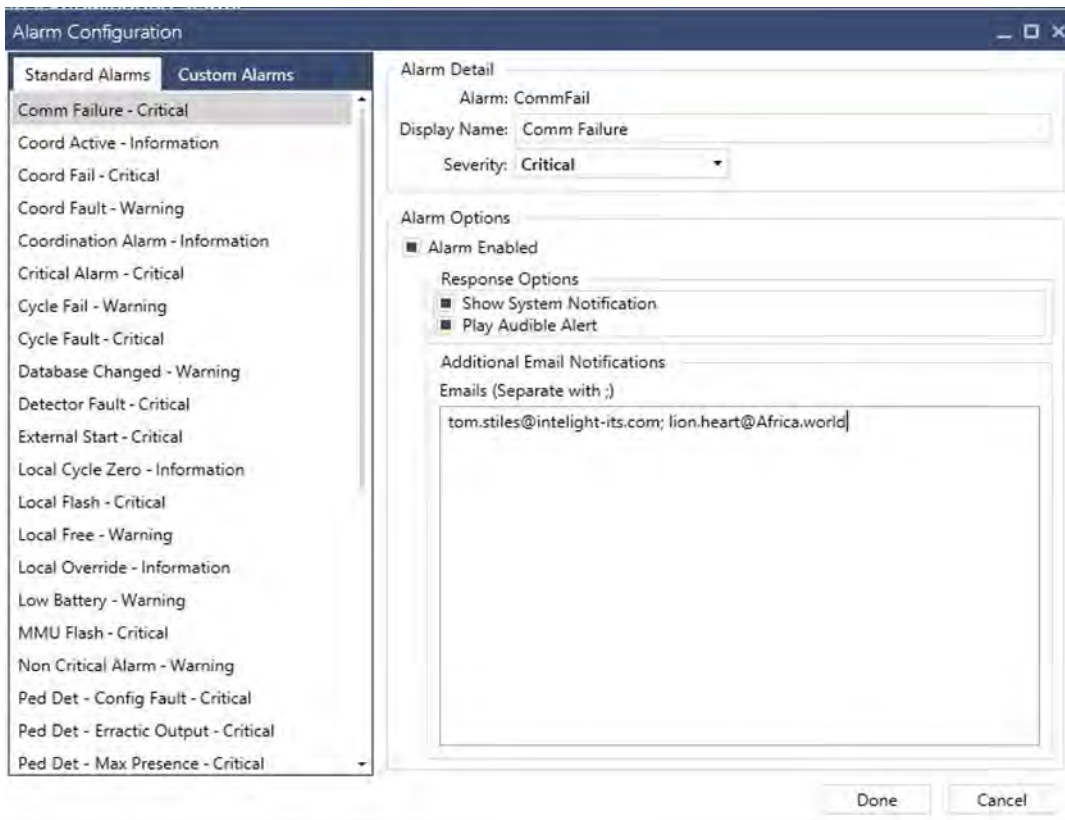 Alarm Configuration
Standard Alarms
Custom Alarms
Comm Failure - Critical
Coord Active - Information
Coord Fail - Critical
Coord Fault - Warning
Coordination Alarm - Information
Critical Alarm - Critical
Cycle Fail - Warning
Cycle Fault - Critical
Database Changed - Warning
Detector Fault - Critical
External Start - Critical
Local Cycle Zero - Information
Local Flash - Critical
Local Free - Warning
Local Override - Information
Low Battery - Warning
MMU Flash - Critical
Non Critical Alarm - Warning
Ped Det - Config Fault - Critical
Ped Det - Erractic Output - Critical
Ped Det - Max Presence - Critical
Alarm Detail
Alarm: CommFail
Display Name: Comm Failure
Severity: Critical
Alarm Options
Alarm Enabled
Response Options
Show System Notification
Play Audible Alert
Additional Email Notifications
Emails (Separate with ;)
tom.stiles@intelight-its.com; lion.heart@Africa.world
Done
Cancel